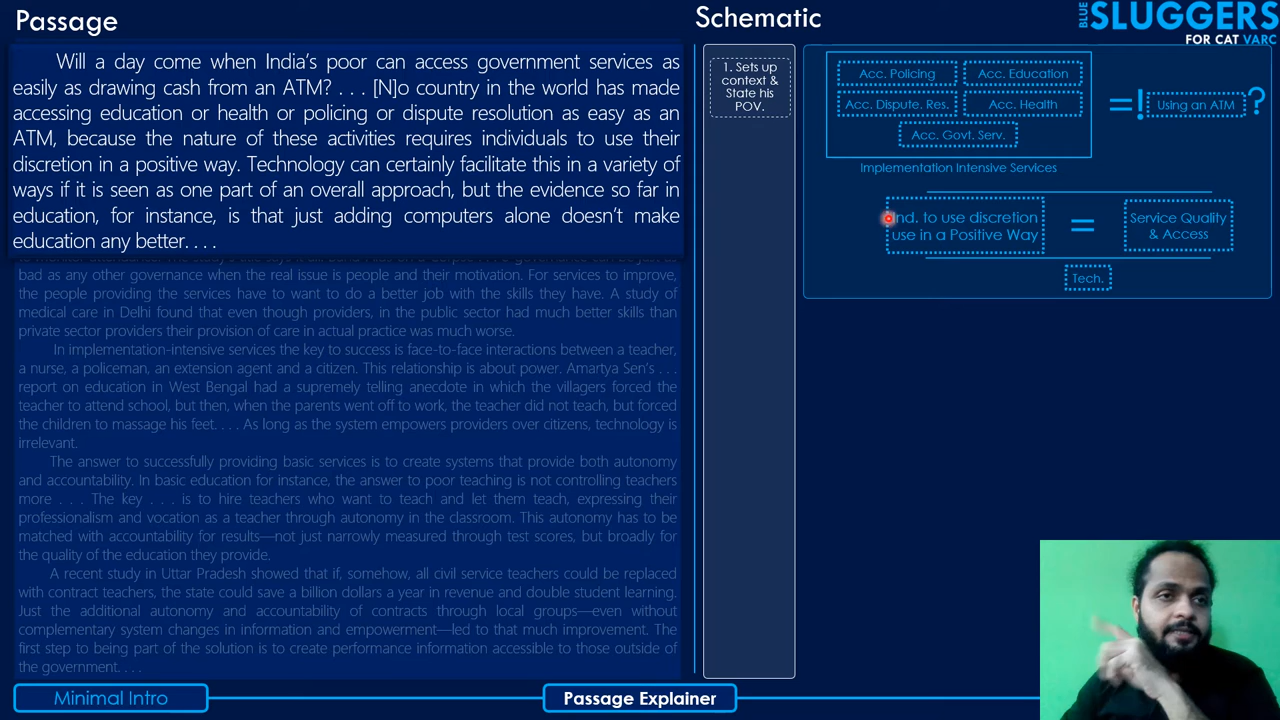 Passage
Will a day come when India's poor can access government services as
easily as drawing cash from an ATM? . . . [N]o country in the world has made
accessing education or health or policing or dispute resolution as easy as an
ATM, because the nature of these activities requires individuals to use their
discretion in a positive way. Technology can certainly facilitate this in a variety of
ways if it is seen as one part of an overall approach, but the evidence so far in
education, for instance, is that just adding computers alone doesn't make
education any better. . . .
bad as any other governance when the real issue is people and their motivation. For services to improve,
the people providing the services have to want to do a better job with the skills they have. A study of
medical care in Delhi found that even though providers, in the public sector had much better skills than
private sector providers their provision of care in actual practice was much worse.
In implementation-intensive services the key to success is face-to-face interactions between a teacher,
a nurse, a policeman, an extension agent and a citizen. This relationship is about power. Amartya Sen's . . .
report on education in West Bengal had a supremely telling anecdote in which the villagers forced the
teacher to attend school, but then, when the parents went off to work, the teacher did not teach, but forced
the children to massage his feet. . . . As long as the system empowers providers over citizens, technology is
irrelevant.
The answer to successfully providing basic services is to create systems that provide both autonomy
and accountability. In basic education for instance, the answer to poor teaching is not controlling teachers
more . . . The key . . . is to hire teachers who want to teach and let them teach, expressing their
professionalism and vocation as a teacher through autonomy in the classroom. This autonomy has to be
matched with accountability for results—not just narrowly measured through test scores, but broadly for
the quality of the education they provide.
A recent study in Uttar Pradesh showed that if, somehow, all civil service teachers could be replaced
with contract teachers, the state could save a billion dollars a year in revenue and double student learning.
Just the additional autonomy and accountability of contracts through local groups—even without
complementary system changes in information and empowerment—led to that much improvement. The
first step to being part of the solution is to create performance information accessible to those outside of
the government. . . .
Schematic
BLUE
SLUGGERS
FOR CAT VARC
1. Sets up
context &
State his
POV.
Acc. Policing
Acc. Education
Acc. Dispute. Res.
Acc. Health
Acc. Govt. Serv.
=!
Using an ATM
?
Implementation Intensive Services
nd. to use discretion
use in a Positive Way
=
Service Quality
& Access
Tech.
Minimal Intro
Passage Explainer